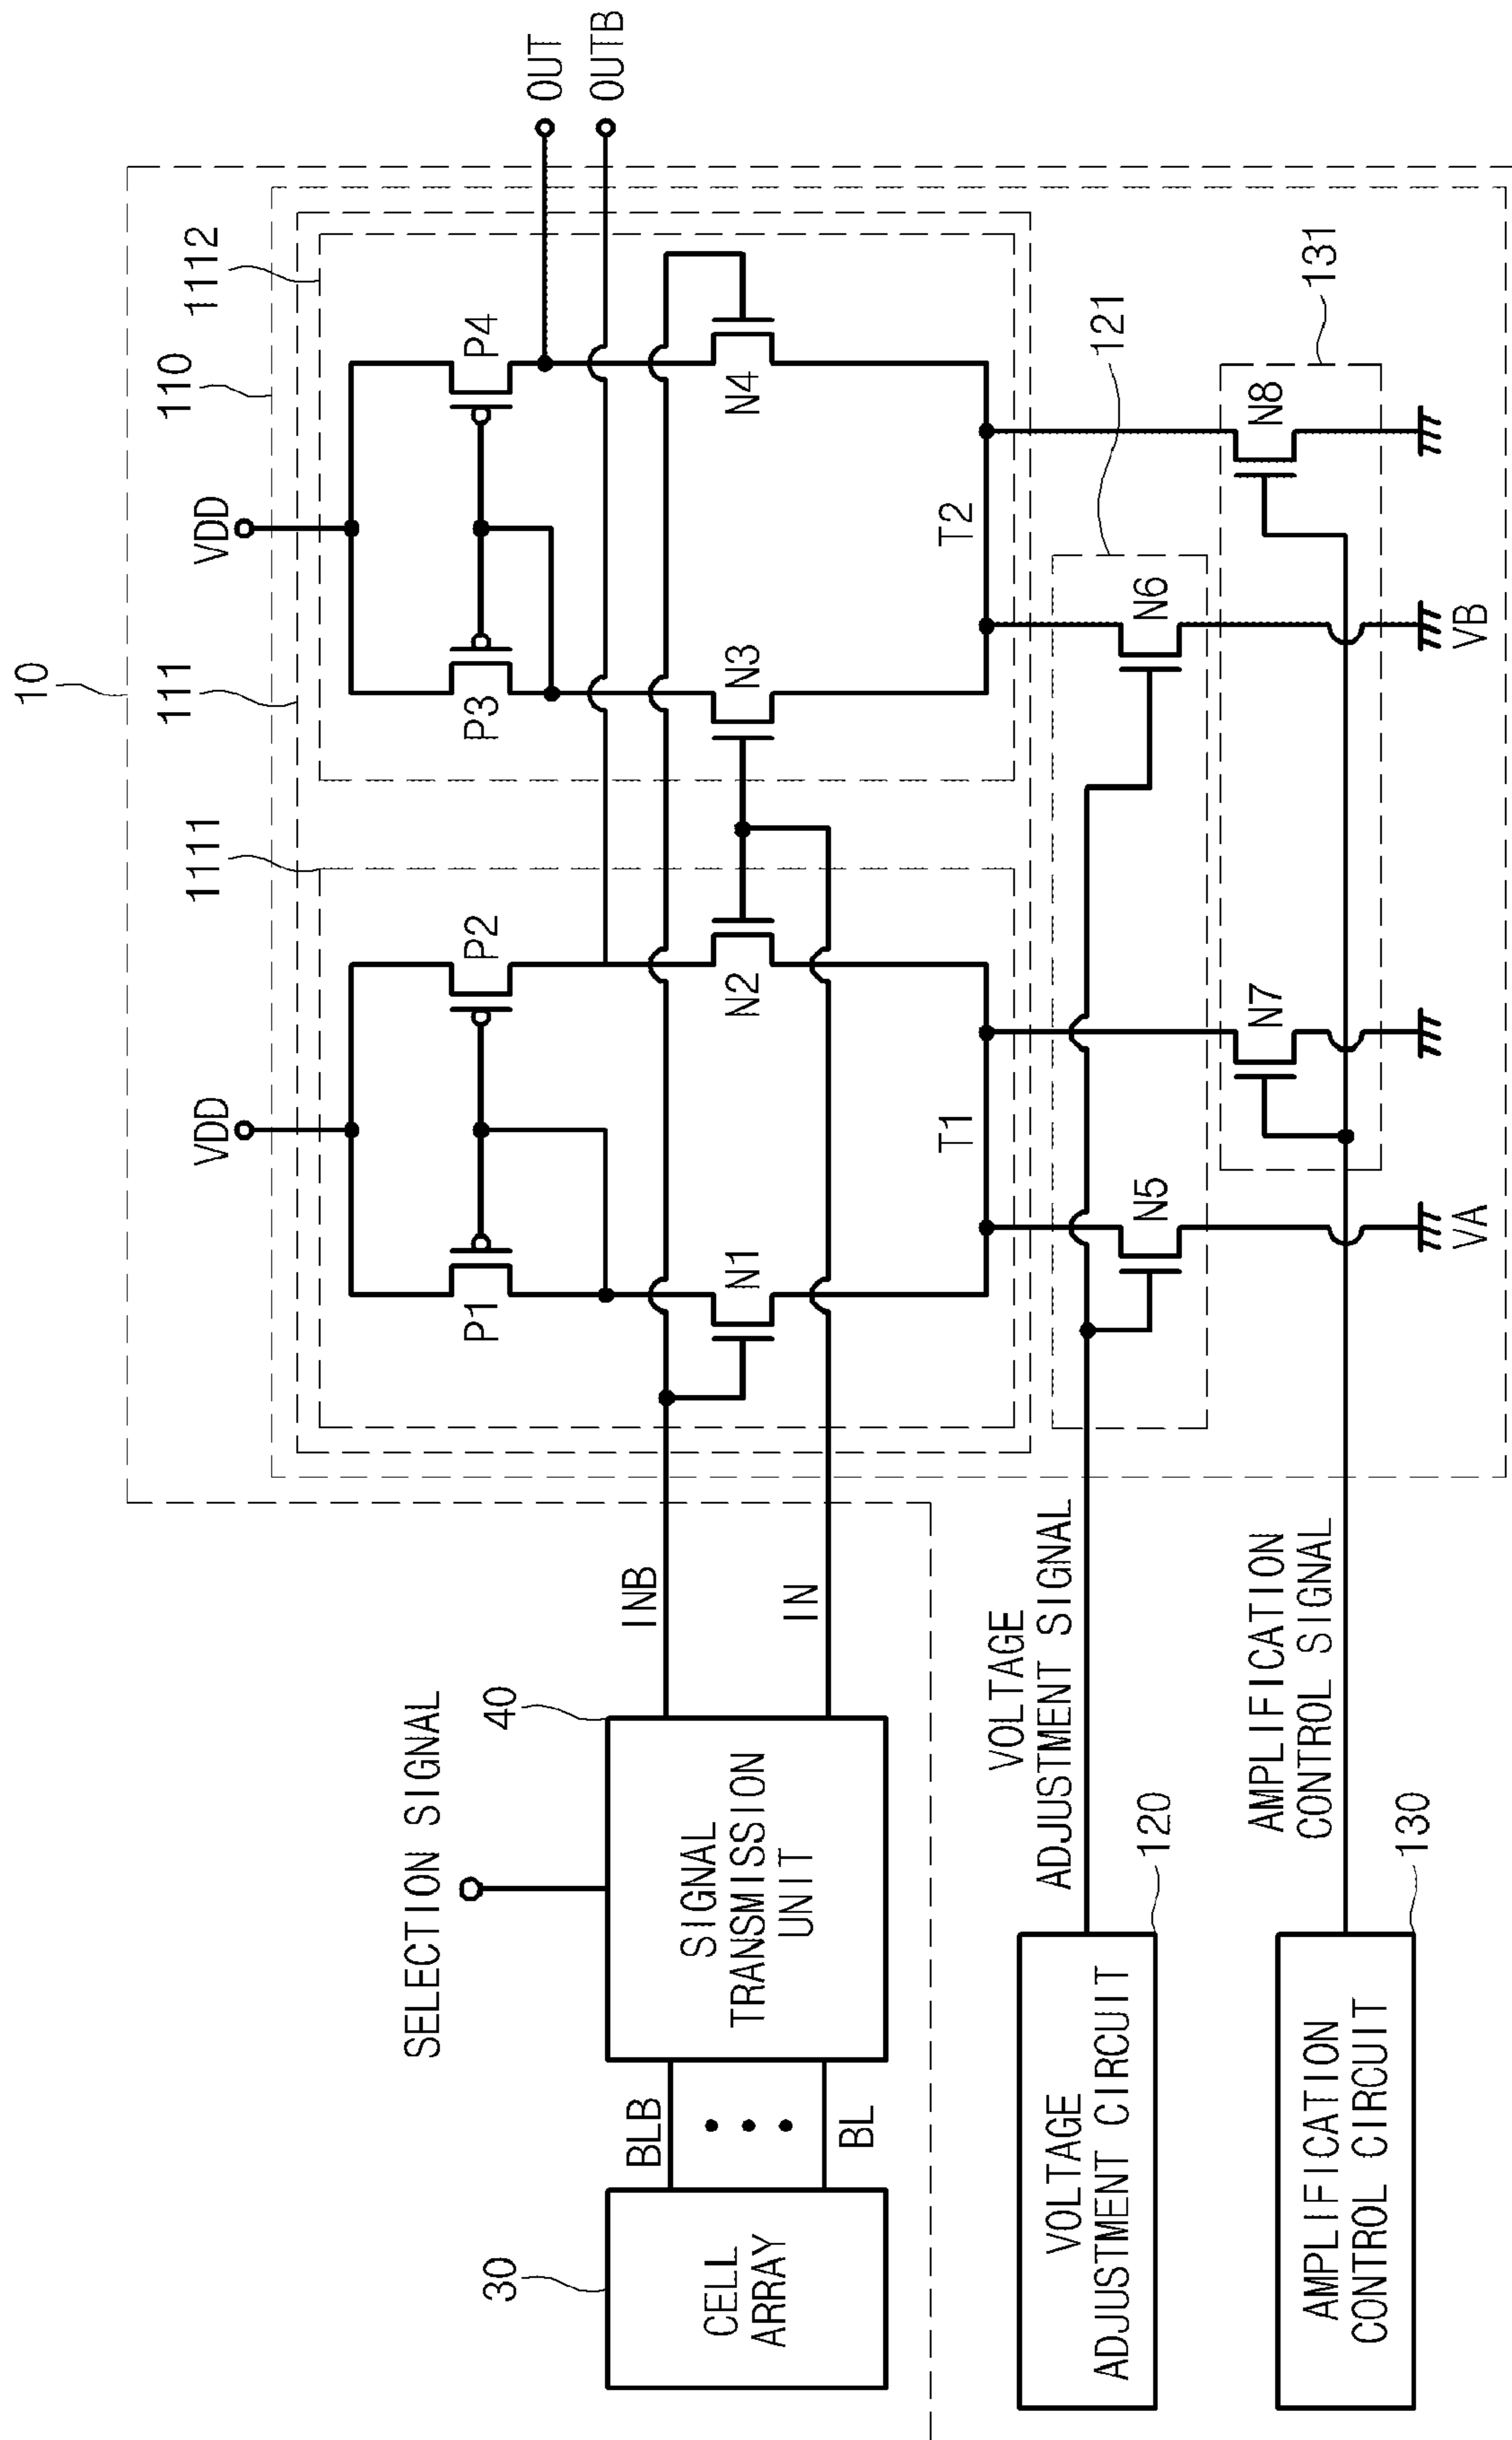 10
110
111
1111
1112
VDD
VDD
P1
P2
P3
P4
OUT
OUTB
SELECTION SIGNAL
30
CELL
ARRAY
BLB
BL
40
SIGNAL
TRANSMISSION
UNIT
INB
IN
N1
N2
N3
N4
T1
T2
VOLTAGE
ADJUSTMENT SIGNAL
VOLTAGE
ADJUSTMENT CIRCUIT
120
N5
N6
121
AMPLIFICATION
CONTROL SIGNAL
AMPLIFICATION
CONTROL CIRCUIT
130
N7
N8
131
VA
VB